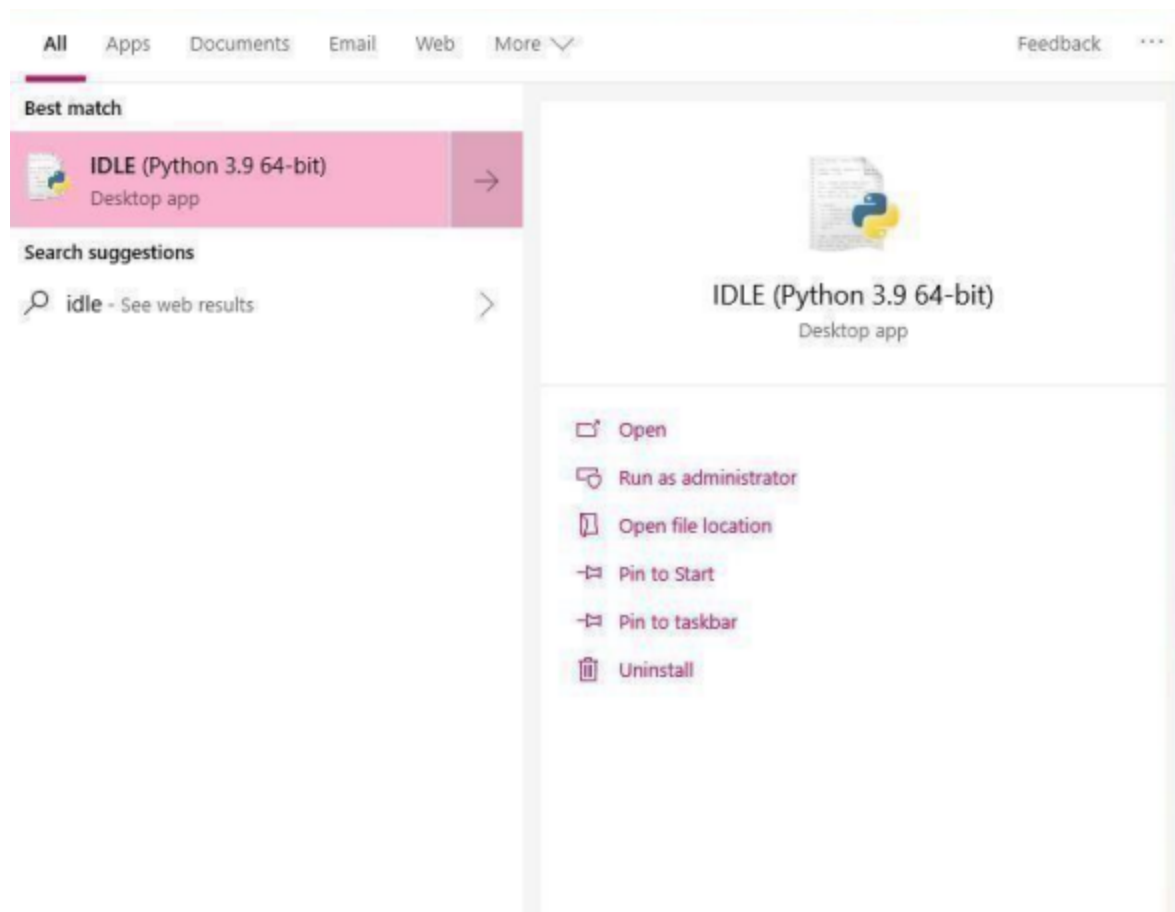 All Apps Documents Email Web More Feedback ...
Best match
IDLE (Python 3.9 64-bit)
Desktop app
Search suggestions
idle - See web results
IDLE (Python 3.9 64-bit)
Desktop app
Open
Run as administrator
Open file location
Pin to Start
Pin to taskbar
Uninstall